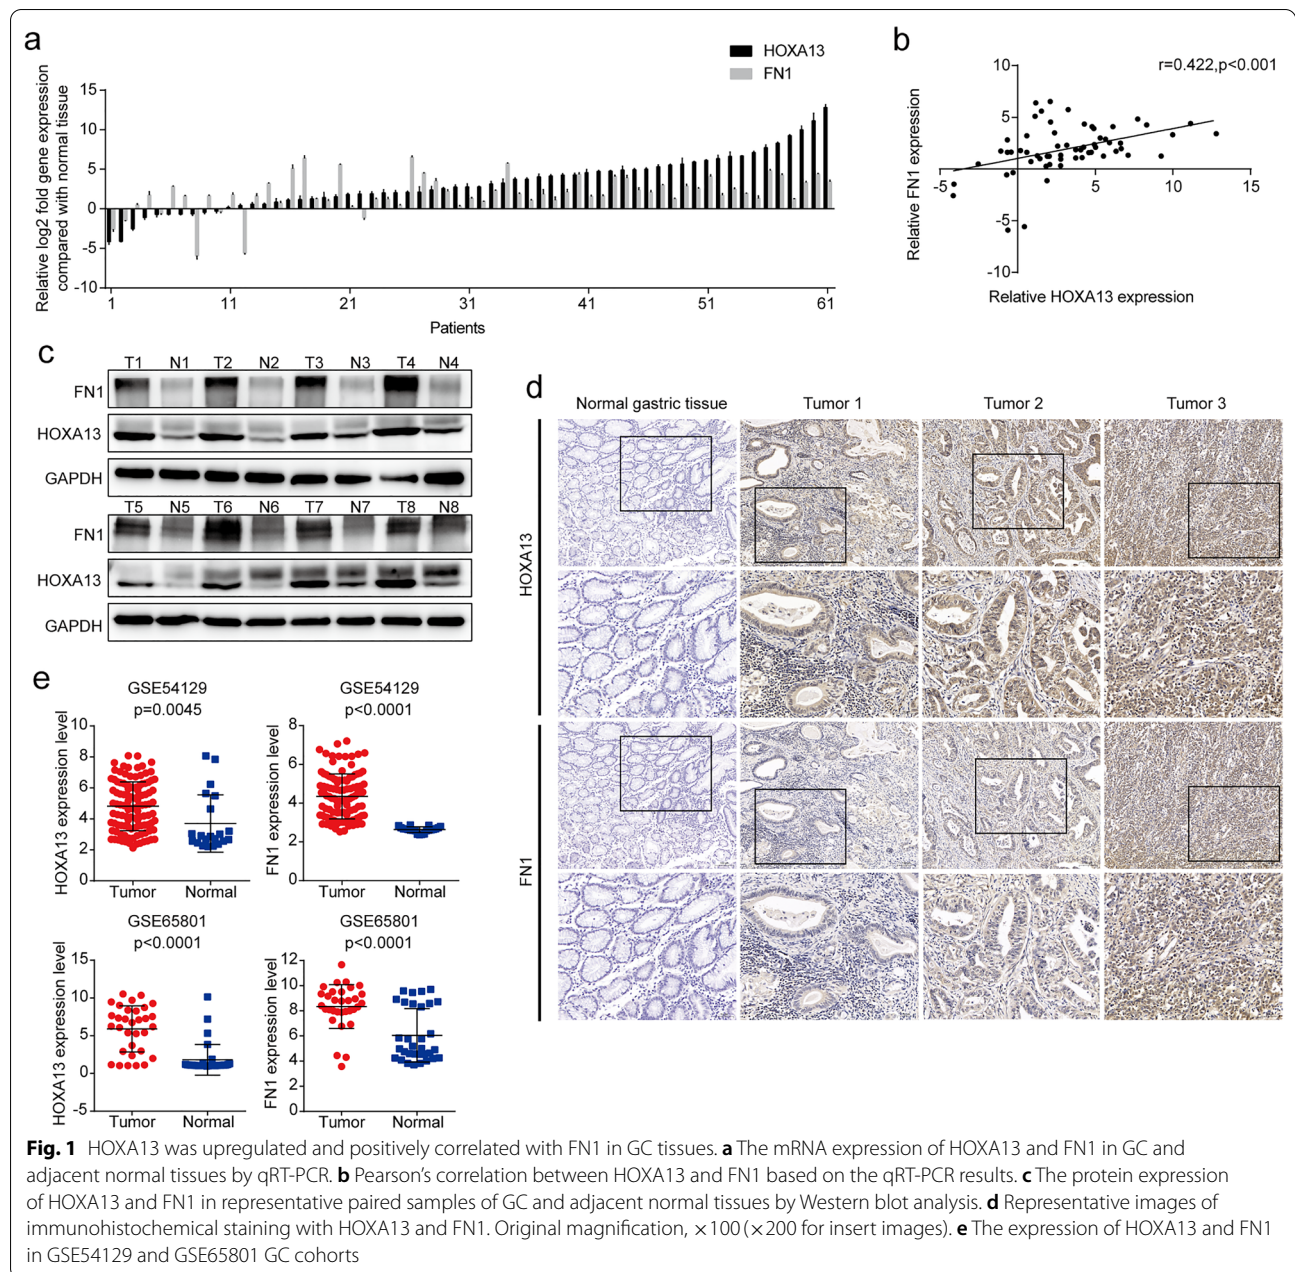 a
HOXA13
FN1
Relative log2 fold gene expression
compared with normal tissue
15
10
5
0
-5
-10
1
11
21
31
41
51
61
Patients
b
r=0.422,p<0.001
Relative FN1 expression
10
5
-5
-10
-5
0
5
10
15
Relative HOXA13 expression
c
T1 N1 T2 N2 T3 N3 T4 N4
FN1
HOXA13
GAPDH
T5 N5 T6 N6 T7 N7 T8 N8
FN1
HOXA13
GAPDH
d
Normal gastric tissue
Tumor 1
Tumor 2
Tumor 3
HOXA13
FN1
e
GSE54129
p=0.0045
HOXA13 expression level
10
8
6
4
2
0
Tumor
Normal
GSE54129
p<0.0001
FN1 expression level
8
6
4
2
0
Tumor
Normal
GSE65801
p<0.0001
HOXA13 expression level
15
10
5
0
-5
Tumor
Normal
GSE65801
p<0.0001
FN1 expression level
12
10
8
6
4
2
0
Tumor
Normal
Fig. 1 HOXA13 was upregulated and positively correlated with FN1 in GC tissues. a The mRNA expression of HOXA13 and FN1 in GC and
adjacent normal tissues by qRT-PCR. b Pearson's correlation between HOXA13 and FN1 based on the qRT-PCR results. c The protein expression
of HOXA13 and FN1 in representative paired samples of GC and adjacent normal tissues by Western blot analysis. d Representative images of
immunohistochemical staining with HOXA13 and FN1. Original magnification, ×100 (×200 for insert images). e The expression of HOXA13 and FN1
in GSE54129 and GSE65801 GC cohorts